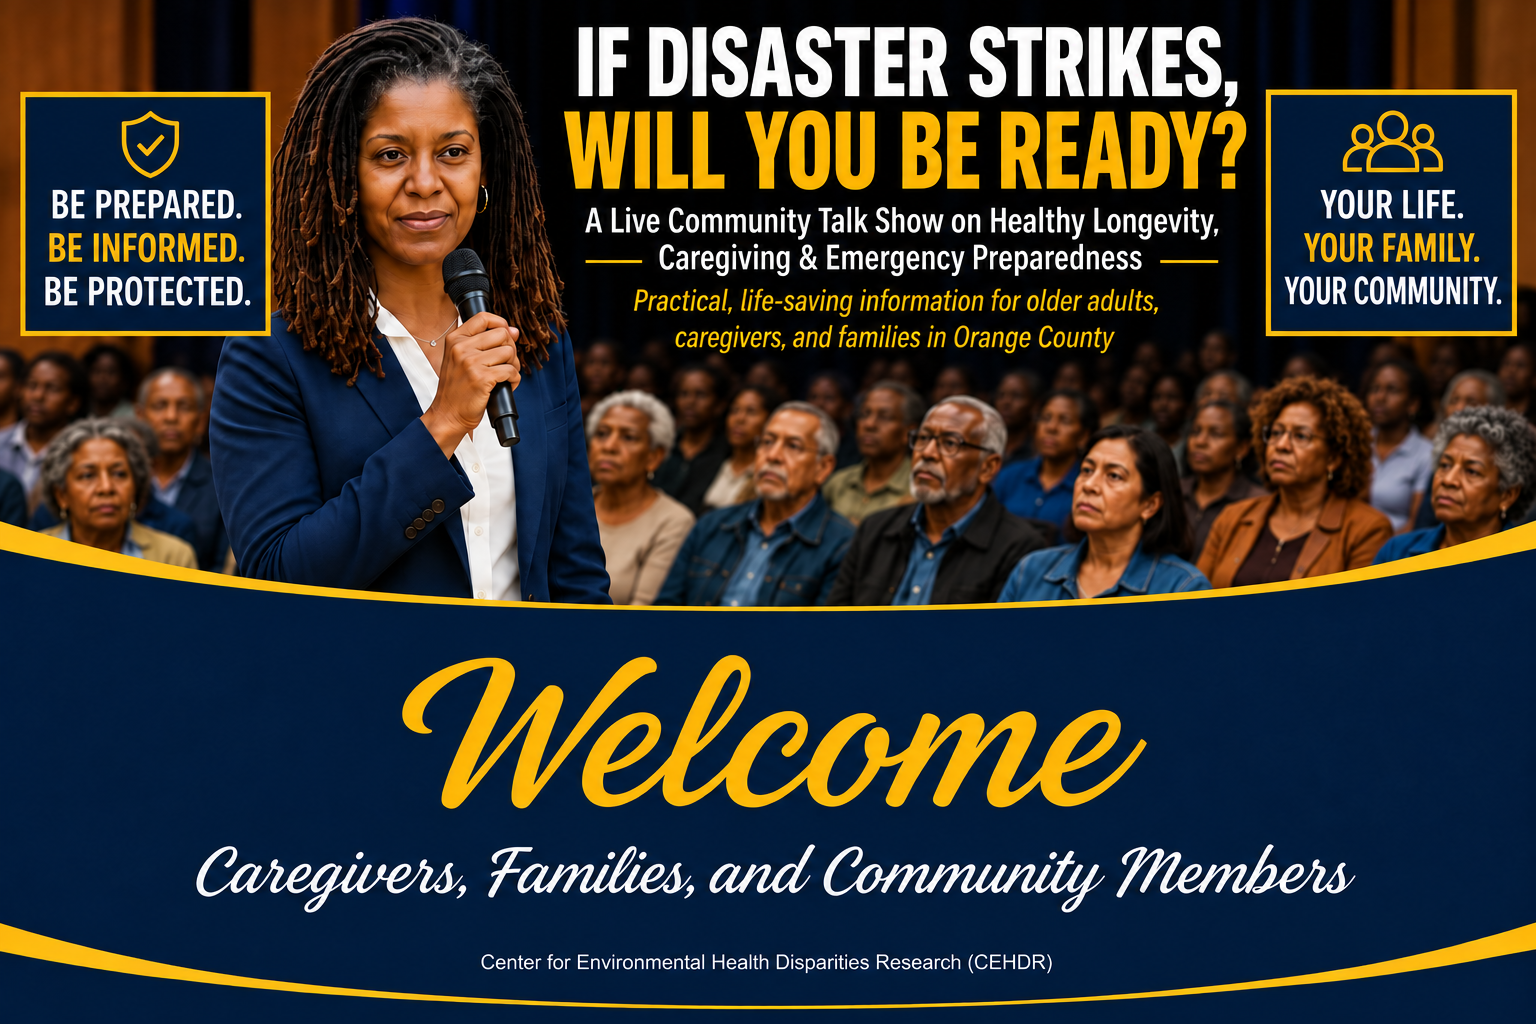 IF DISASTER STRIKES,
WILL YOU BE READY?
A Live Community Talk Show on Healthy Longevity,
Caregiving & Emergency Preparedness
Practical, life-saving information for older adults,
caregivers, and families in Orange County
BE PREPARED.
BE INFORMED.
BE PROTECTED.
YOUR LIFE.
YOUR FAMILY.
YOUR COMMUNITY.
Welcome
Caregivers, Families, and Community Members
Center for Environmental Health Disparities Research (CEHDR)